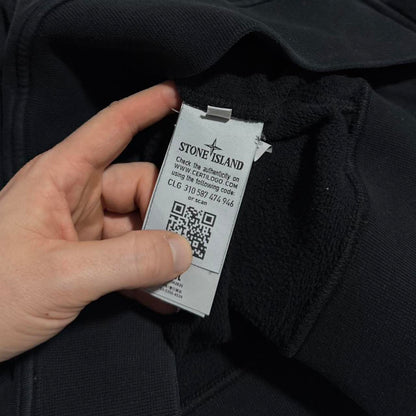 STONE ISLAND
Check the authenticity on
WWW.CERTILOGO.COM
using the following code:
CLG 310 587 474 946
or scan